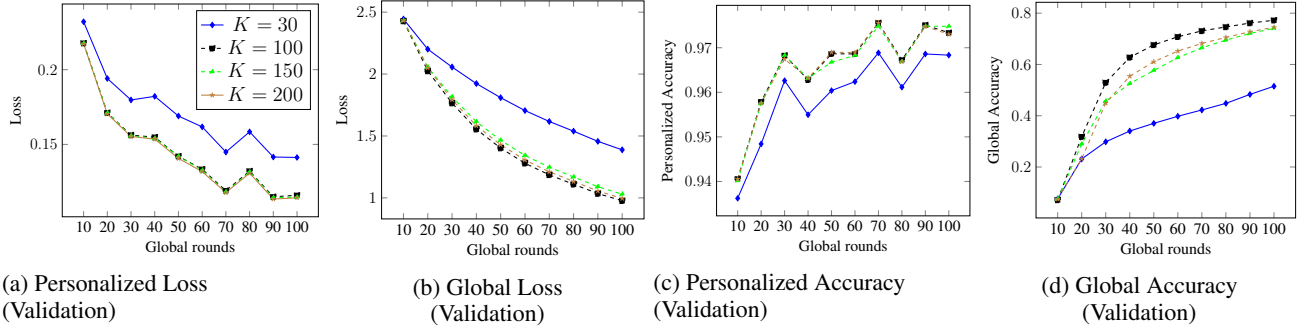 0.2
0.15
Loss
K = 30
K = 100
K = 150
K = 200
10 20 30 40 50 60 70 80 90 100
Global rounds
(a) Personalized Loss
(Validation)
2.5
2
1.5
1
Loss
10 20 30 40 50 60 70 80 90 100
Global rounds
(b) Global Loss
(Validation)
0.97
0.96
0.95
0.94
Personalized Accuracy
10 20 30 40 50 60 70 80 90 100
Global rounds
(c) Personalized Accuracy
(Validation)
0.8
0.6
0.4
0.2
Global Accuracy
10 20 30 40 50 60 70 80 90 100
Global rounds
(d) Global Accuracy
(Validation)